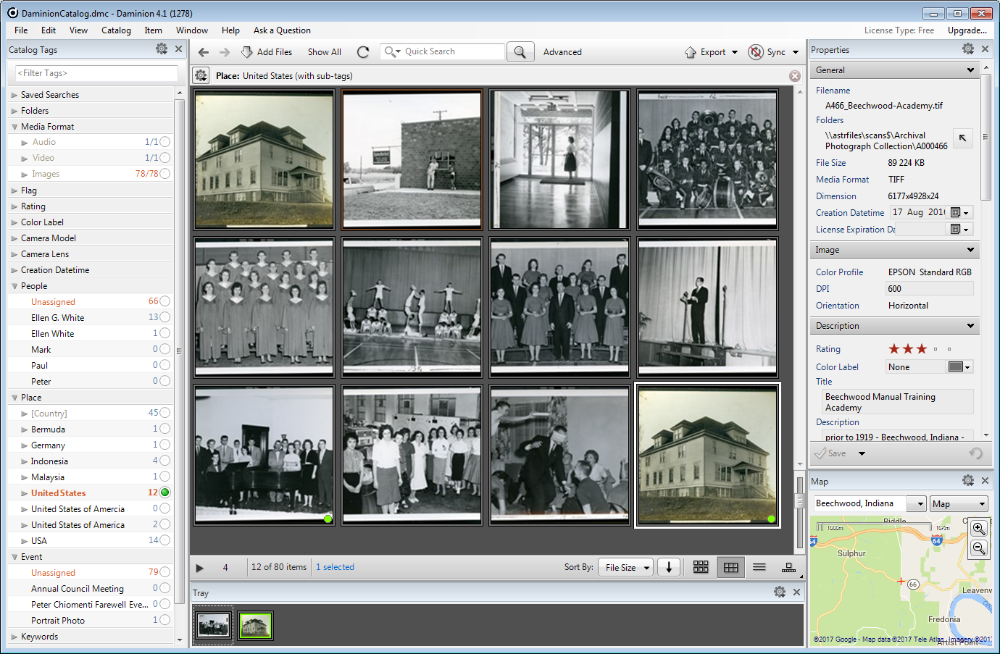 DaminionCatalog.dmc - Daminion 4.1 (1278)
File Edit View Catalog Item Window Help Ask a Question
License Type: Free Upgrade...
Catalog Tags
<Filter Tags>
Saved Searches
Folders
Media Format
Audio 1/1
Video 1/1
Images 78/78
Flag
Rating
Color Label
Camera Model
Camera Lens
Creation Datetime
People
Unassigned 66
Ellen G. White 13
Ellen White 1
Mark 0
Paul 0
Peter 0
Place
[Country] 45
Bermuda 1
Germany 1
Indonesia 4
Malaysia 1
United States 12
United States of Amercia 0
United States of America 2
USA 14
Event
Unassigned 79
Annual Council Meeting 0
Peter Chiomenti Farewell Eve... 0
Portrait Photo 1
Keywords
Add Files Show All Quick Search Advanced Export Sync
Place: United States (with sub-tags)
4 12 of 80 items 1 selected Sort By: File Size
Tray
Properties
General
Filename
A466_Beechwood-Academy.tif
Folders
\\astrfiles\scans$\Archival
Photograph Collection\A000466
File Size 89 224 KB
Media Format TIFF
Dimension 6177x4928x24
Creation Datetime 17 Aug 2016
License Expiration Da
Image
Color Profile EPSON Standard RGB
DPI 600
Orientation Horizontal
Description
Rating
Color Label None
Title
Beechwood Manual Training
Academy
Description
prior to 1919 - Beechwood, Indiana -
Save
Map
Beechwood, Indiana Map
Riddle
1000m 10km
64 64
Sulphur
66
Leavenw
Fredonia
©2017 Google - Map data ©2017 Tele Atlas, Imagery ©2017
Artist Point